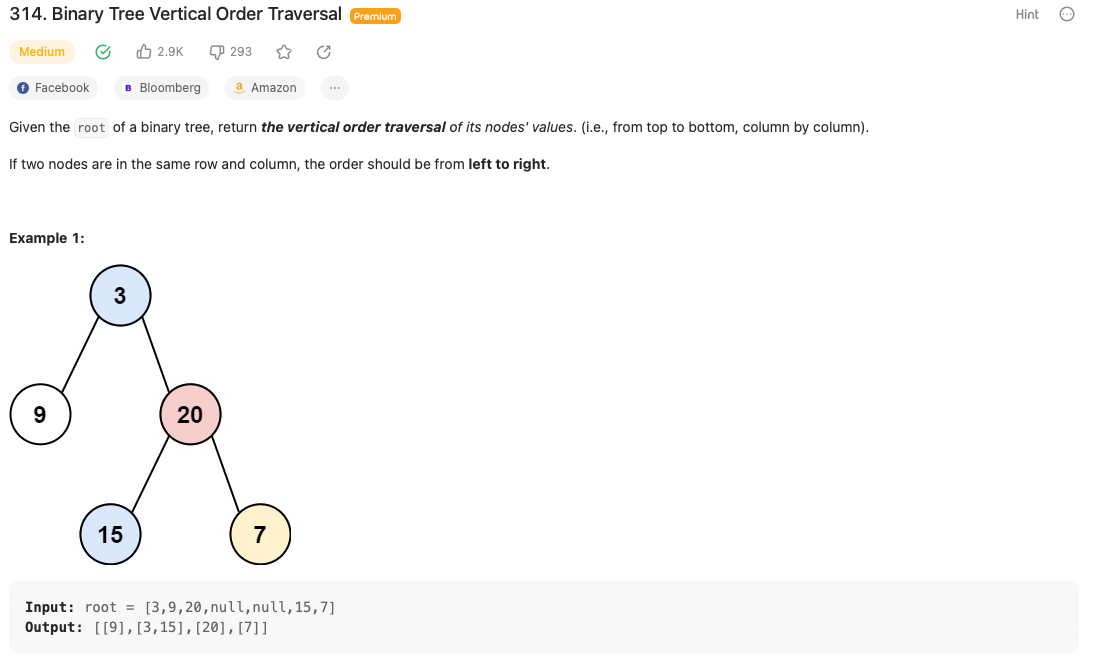 314. Binary Tree Vertical Order Traversal Premium Hint
Medium 2.9K 293
Facebook B Bloomberg a Amazon ...
Given the root of a binary tree, return the vertical order traversal of its nodes' values. (i.e., from top to bottom, column by column).
If two nodes are in the same row and column, the order should be from left to right.
Example 1:
3
9 20
15 7
Input: root = [3,9,20,null,null,15,7]
Output: [[9],[3,15],[20],[7]]